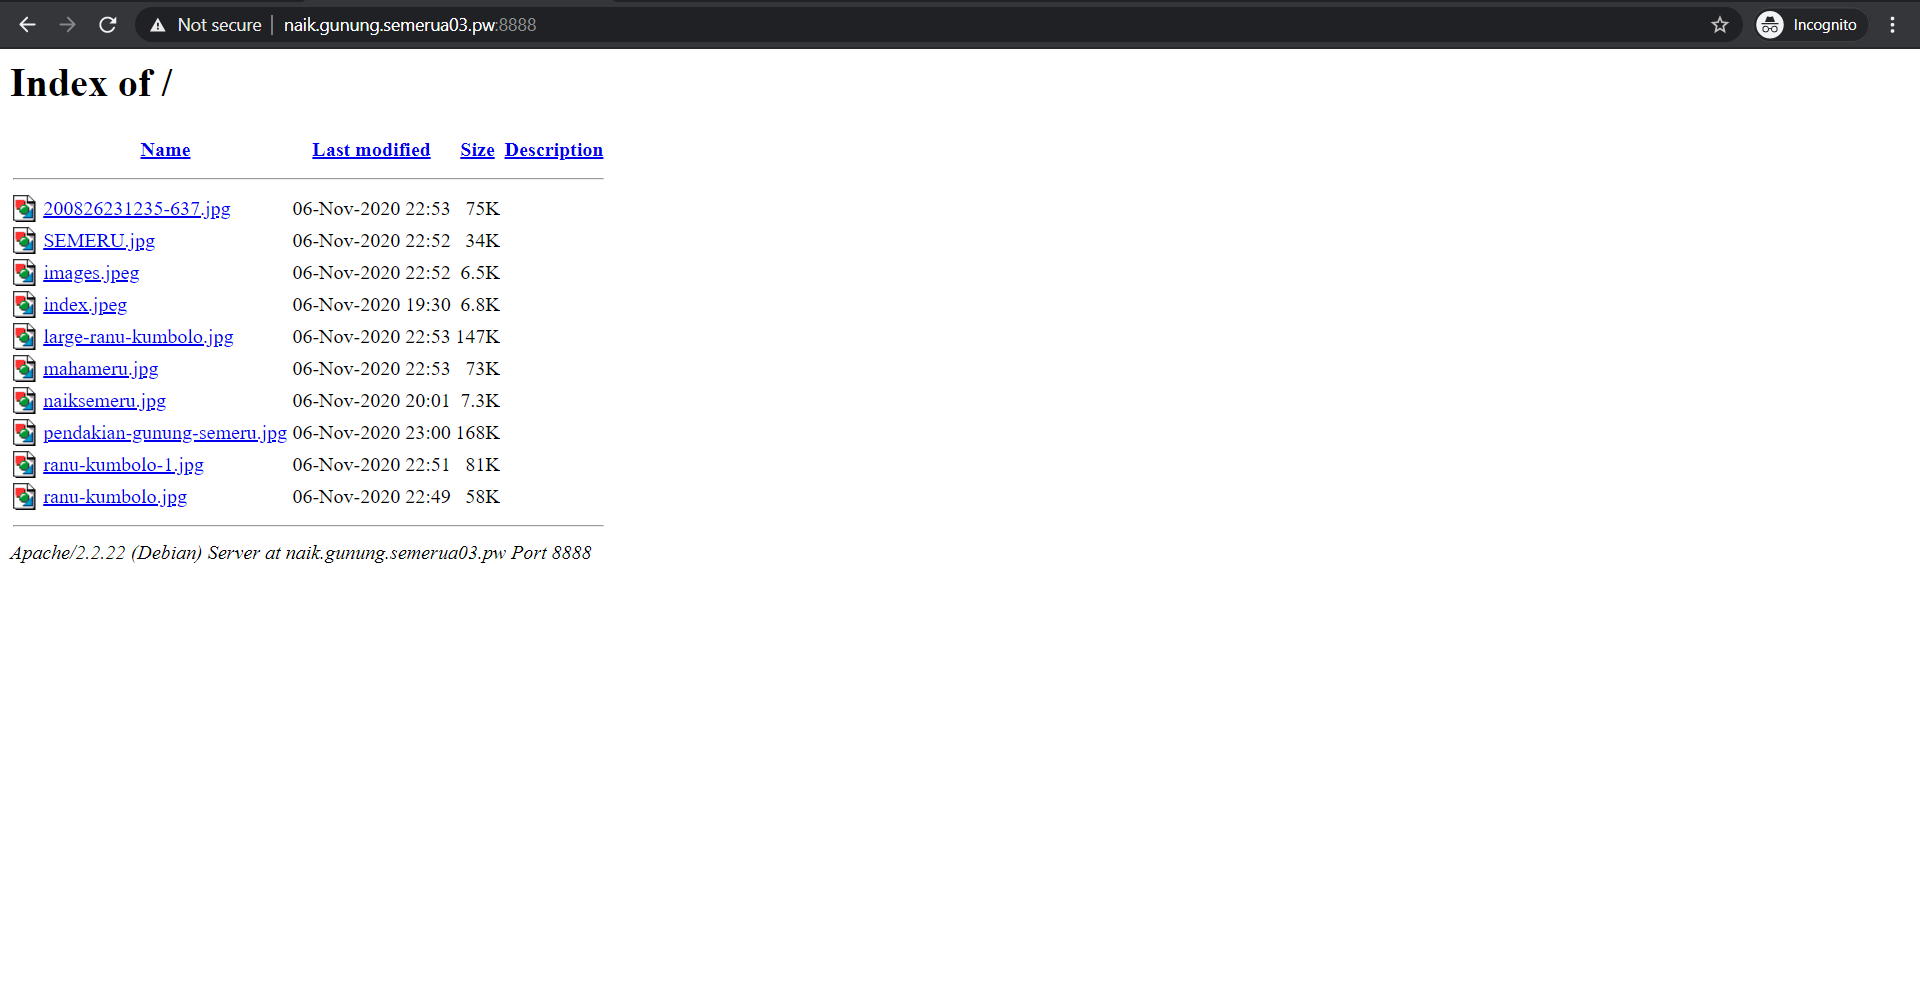 Not secure | naik.gunung.semerua03.pw:8888 Incognito
Index of /
Name Last modified Size Description
200826231235-637.jpg 06-Nov-2020 22:53 75K
SEMERU.jpg 06-Nov-2020 22:52 34K
images.jpeg 06-Nov-2020 22:52 6.5K
index.jpeg 06-Nov-2020 19:30 6.8K
large-ranu-kumbolo.jpg 06-Nov-2020 22:53 147K
mahameru.jpg 06-Nov-2020 22:53 73K
naiksemeru.jpg 06-Nov-2020 20:01 7.3K
pendakian-gunung-semeru.jpg 06-Nov-2020 23:00 168K
ranu-kumbolo-1.jpg 06-Nov-2020 22:51 81K
ranu-kumbolo.jpg 06-Nov-2020 22:49 58K
Apache/2.2.22 (Debian) Server at naik.gunung.semerua03.pw Port 8888